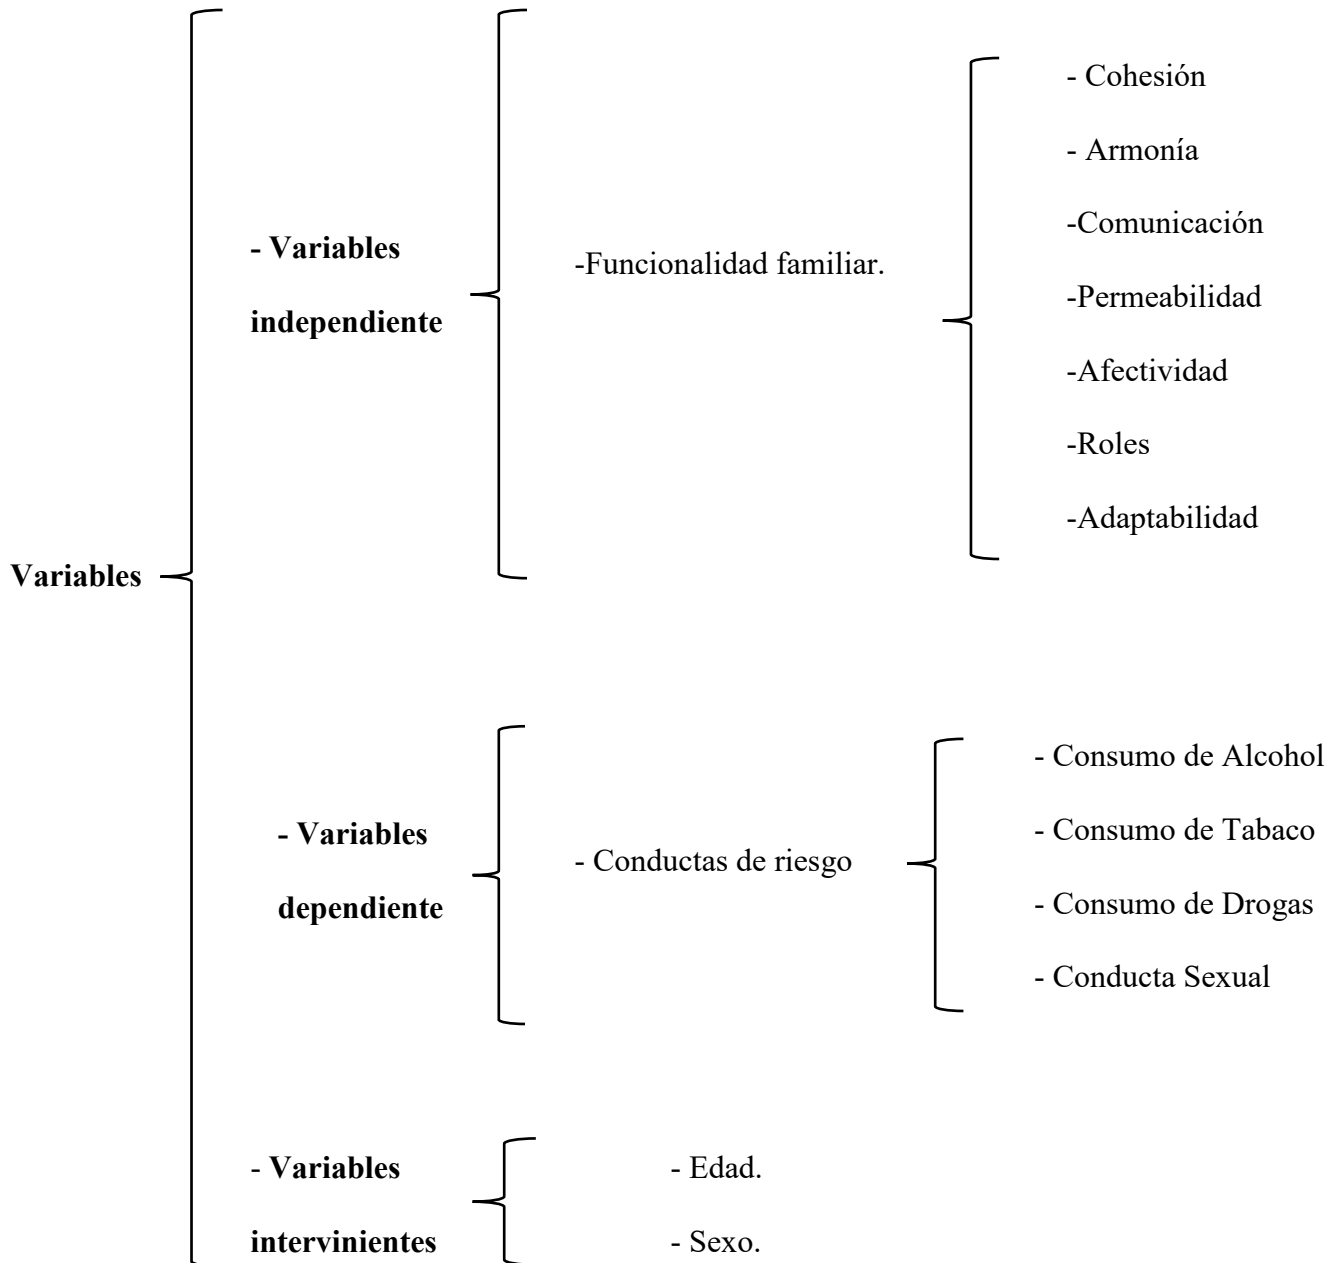 Variables
- Variables
independiente
-Funcionalidad familiar.
- Cohesión
- Armonía
-Comunicación
-Permeabilidad
-Afectividad
-Roles
-Adaptabilidad
- Variables
dependiente
- Conductas de riesgo
- Consumo de Alcohol
- Consumo de Tabaco
- Consumo de Drogas
- Conducta Sexual
- Variables
intervinientes
- Edad.
- Sexo.